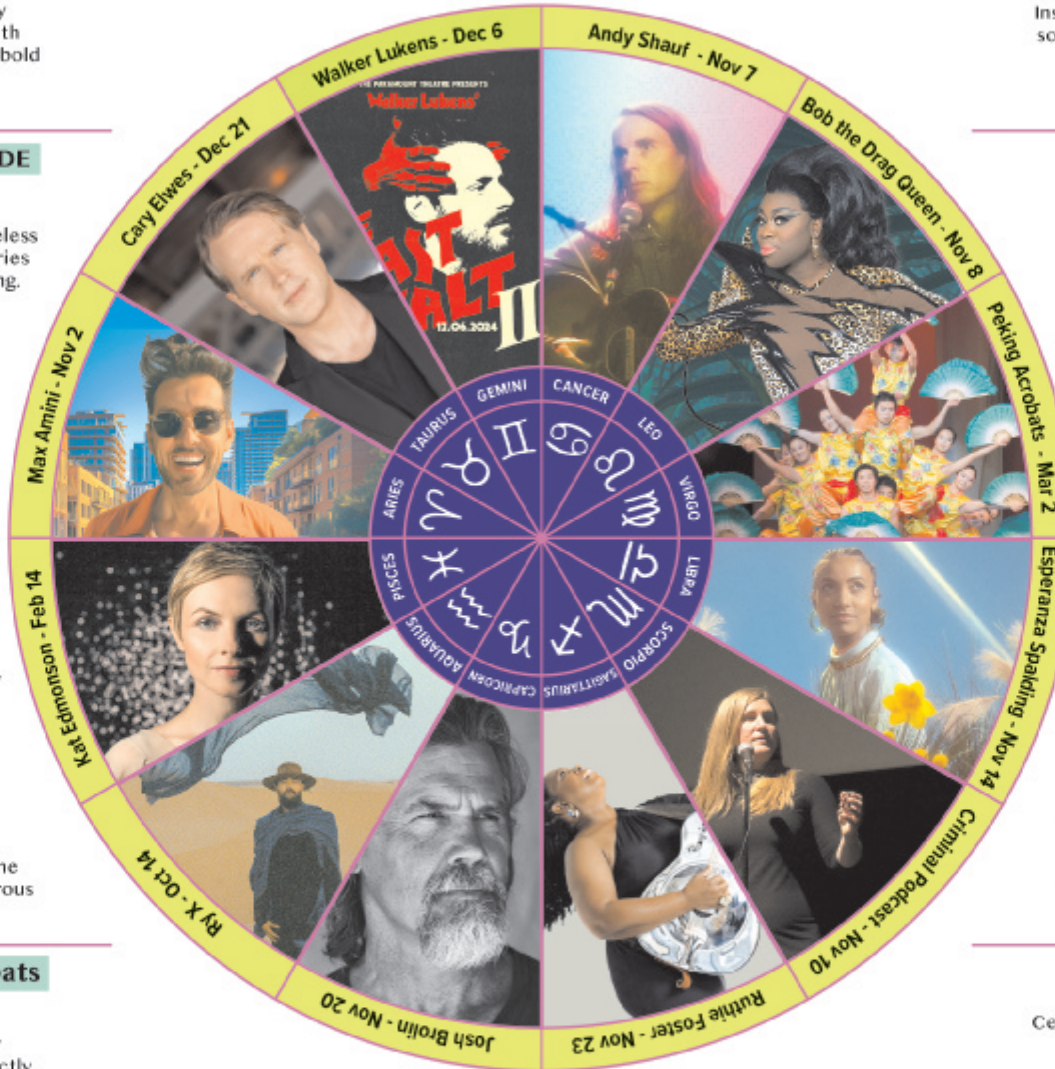 y
th
bold
DE
eless
ries
ng.
Ins
so
Walker Lukens - Dec 6
Andy Shauf - Nov 7
Bob the Drag Queen - Nov 8
Peking Acrobats - Mar 2
Esperanza Spalding - Nov 14
Criminal Podcast - Nov 10
Ruthie Foster - Nov 23
Josh Brolin - Nov 20
Ry X - Oct 14
Kat Edmonson - Feb 14
Max Amini - Nov 2
Cary Elwes - Dec 21
THE PARAMOUNT THEATRE PRESENTS
Walker Lukens'
12.06.2024
II
GEMINI
CANCER
LEO
VIRGO
LIBRA
SCORPIO
SAGITTARIUS
CAPRICORN
AQUARIUS
PISCES
ARIES
TAURUS
he
rous
ats
ctly
Ce